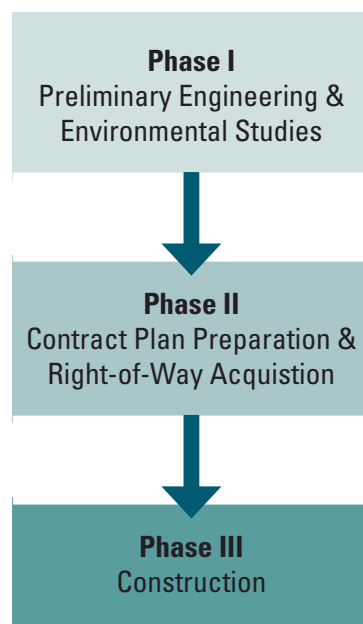 Phase I
Preliminary Engineering &
Environmental Studies
Phase II
Contract Plan Preparation &
Right-of-Way Acquistion
Phase III
Construction